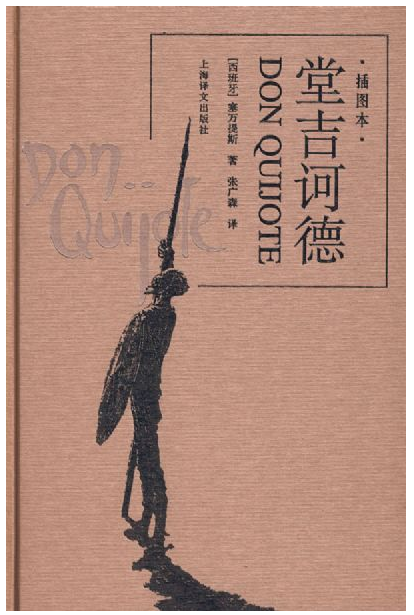 ·插图本·
堂吉诃德
DON QUIJOTE
[西班牙] 塞万提斯 著 张广森 译
上海译文出版社
Don
Quijote